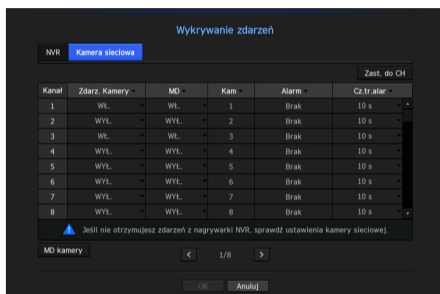 Wykrywanie zdarzeń
NVR Kamera sieciowa
Zast. do CH
Kanał Zdarz. Kamery MD Kam Alarm Cz.tr.alar
1 WŁ. WŁ. 1 Brak 10 s
2 WYŁ. WYŁ. 2 Brak 10 s
3 WŁ. WŁ. 3 Brak 10 s
4 WYŁ. WYŁ. 4 Brak 10 s
5 WYŁ. WYŁ. 5 Brak 10 s
6 WYŁ. WYŁ. 6 Brak 10 s
7 WYŁ. WYŁ. 7 Brak 10 s
8 WYŁ. WYŁ. 8 Brak 10 s
Jeśli nie otrzymujesz zdarzeń z nagrywarki NVR, sprawdź ustawienia kamery sieciowej.
MD kamery < 1/8 >
OK Anuluj